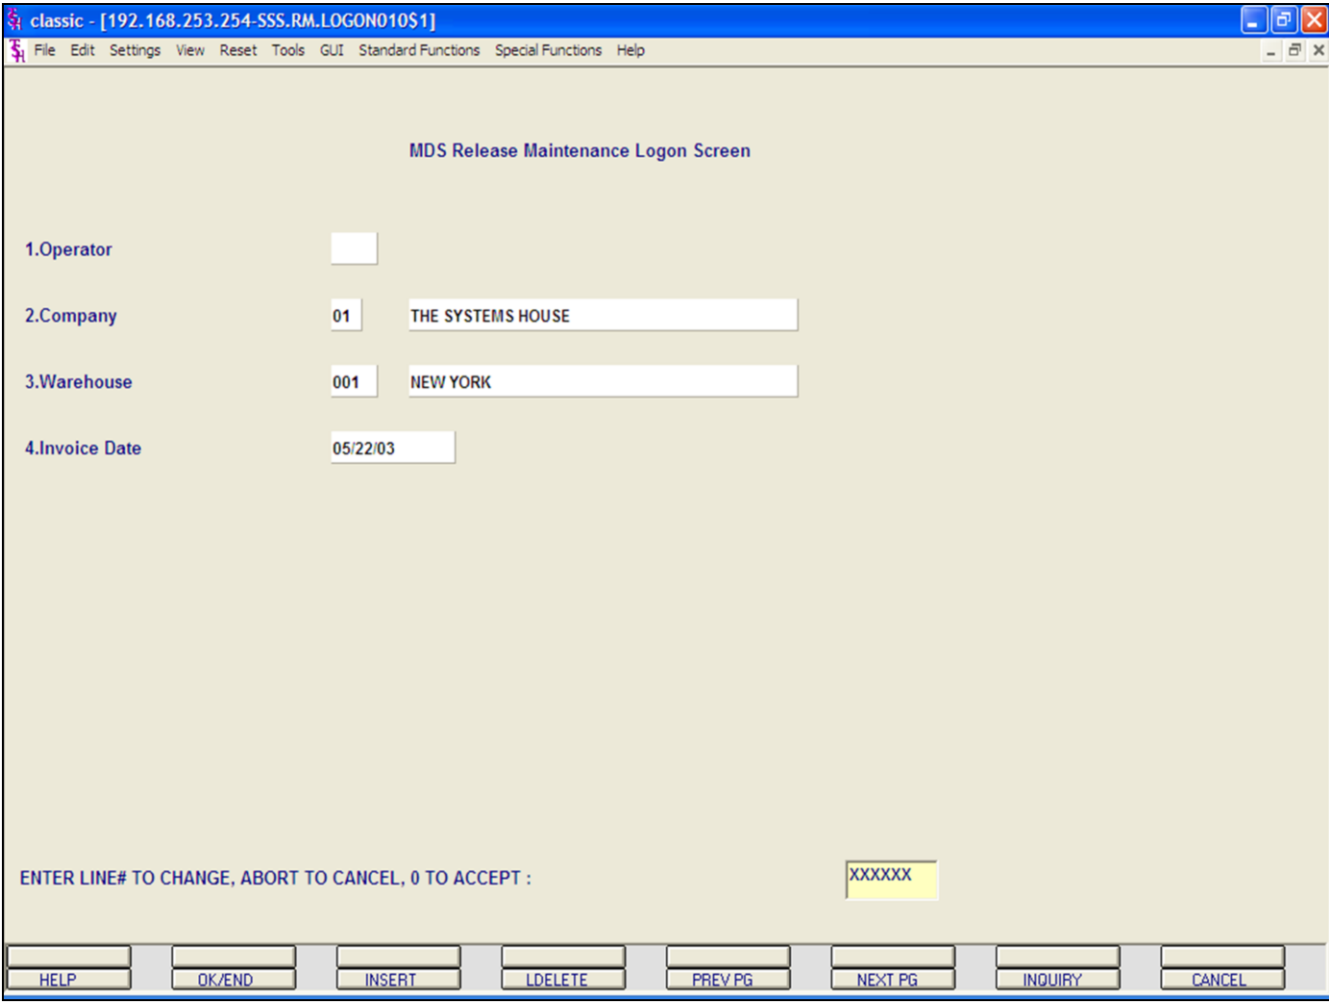 classic - [192.168.253.254-SSS.RM.LOGON010$1]
File Edit Settings View Reset Tools GUI Standard Functions Special Functions Help
MDS Release Maintenance Logon Screen
1.Operator
2.Company 01 THE SYSTEMS HOUSE
3.Warehouse 001 NEW YORK
4.Invoice Date 05/22/03
ENTER LINE# TO CHANGE, ABORT TO CANCEL, 0 TO ACCEPT : XXXXXX
HELP OK/END INSERT LDELETE PREV PG NEXT PG INQUIRY CANCEL